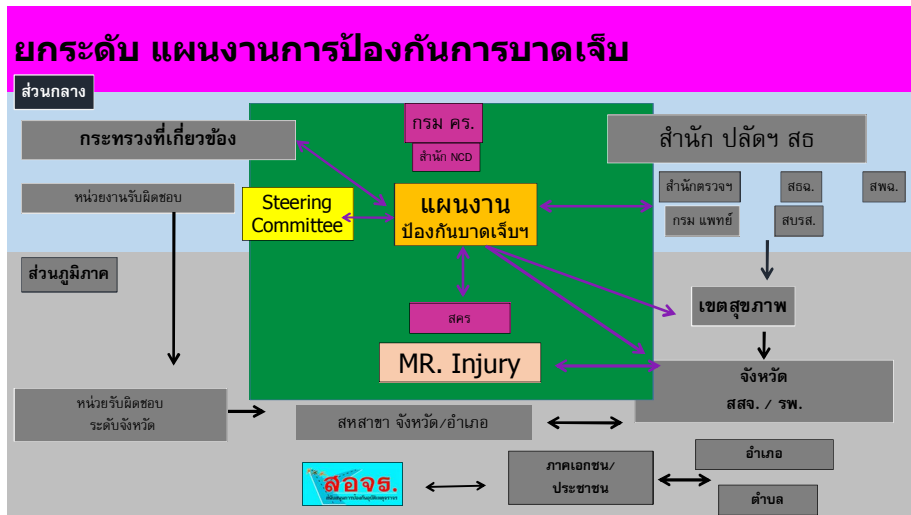 ยกระดับ แผนงานการป้องกันการบาดเจ็บ
ส่วนกลาง
กระทรวงที่เกี่ยวข้อง
กรม คร.
สำนัก NCD
สำนัก ปลัดฯ สธ
หน่วยงานรับผิดชอบ
Steering
Committee
แผนงาน
ป้องกันบาดเจ็บฯ
สำนักตรวจฯ
สธฉ.
สพฉ.
กรม แพทย์
สบรส.
ส่วนภูมิภาค
สคร
เขตสุขภาพ
MR. Injury
จังหวัด
สสจ. / รพ.
หน่วยรับผิดชอบ
ระดับจังหวัด
สหสาขา จังหวัด/อำเภอ
สอจร.
ภาคเอกชน/
ประชาชน
อำเภอ
ตำบล